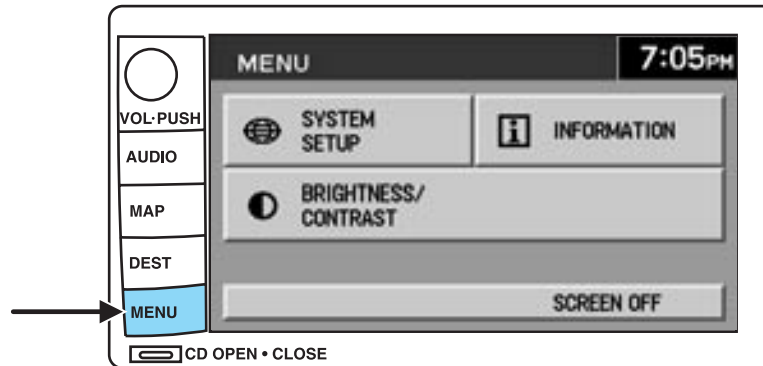 MENU
7:05PM
VOL·PUSH
SYSTEM
SETUP
INFORMATION
AUDIO
MAP
BRIGHTNESS/
CONTRAST
DEST
MENU
SCREEN OFF
CD OPEN • CLOSE